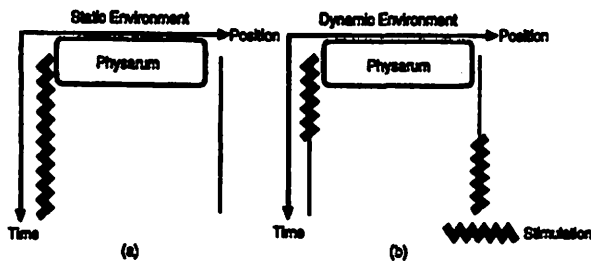 Static Environment
Position
Physarum
Time
(a)
Dynamic Environment
Position
Physarum
Time
(b)
Stimulation